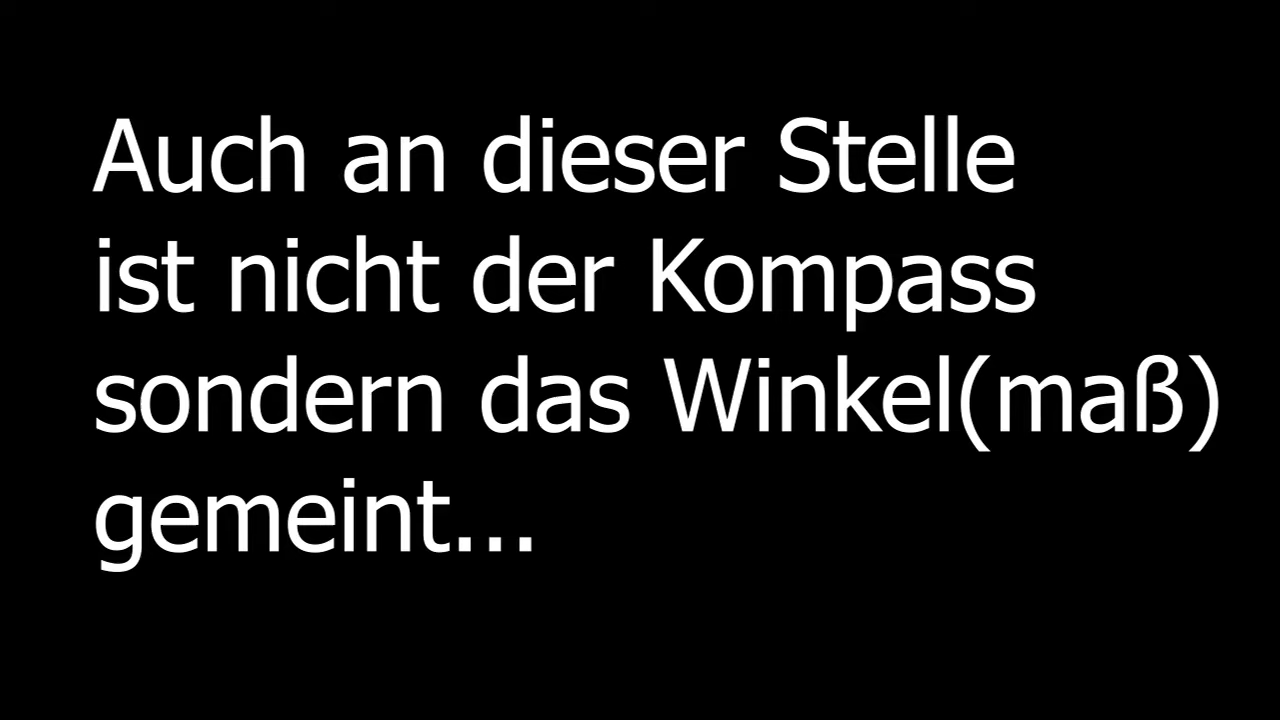 Auch an dieser Stelle
ist nicht der Kompass
sondern das Winkel(maß)
gemeint...